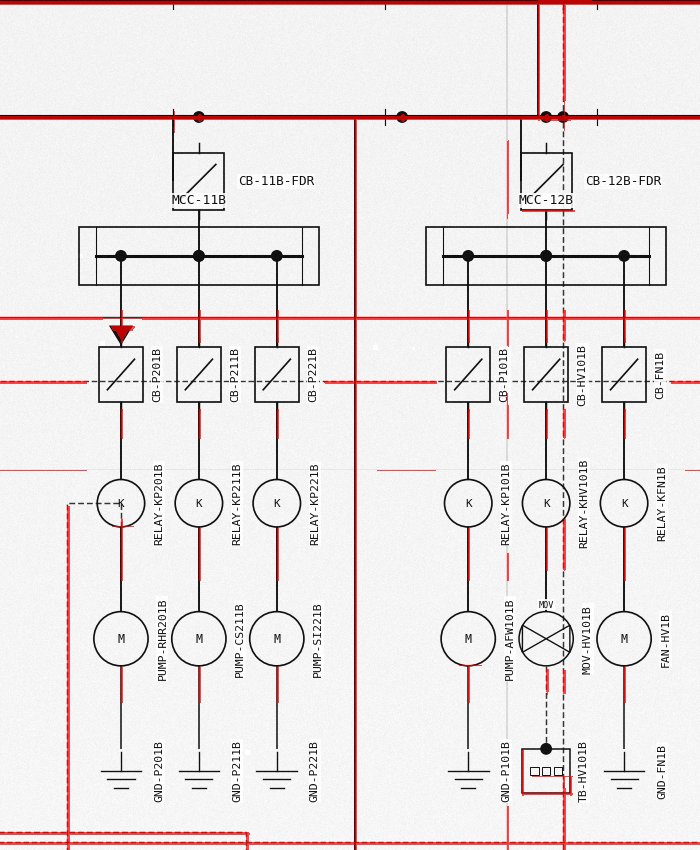 CB-11B-FDR
CB-12B-FDR
MCC-11B
MCC-12B
CB-P201B
CB-P211B
CB-P221B
CB-P101B
CB-HV101B
CB-FN1B
K
K
K
K
K
K
RELAY-KP201B
RELAY-KP211B
RELAY-KP221B
RELAY-KP101B
RELAY-KHV101B
RELAY-KFN1B
MOV
M
M
M
M
M
PUMP-RHR201B
PUMP-CS211B
PUMP-SI221B
PUMP-AFW101B
MOV-HV101B
FAN-HV1B
GND-P201B
GND-P211B
GND-P221B
GND-P101B
TB-HV101B
GND-FN1B